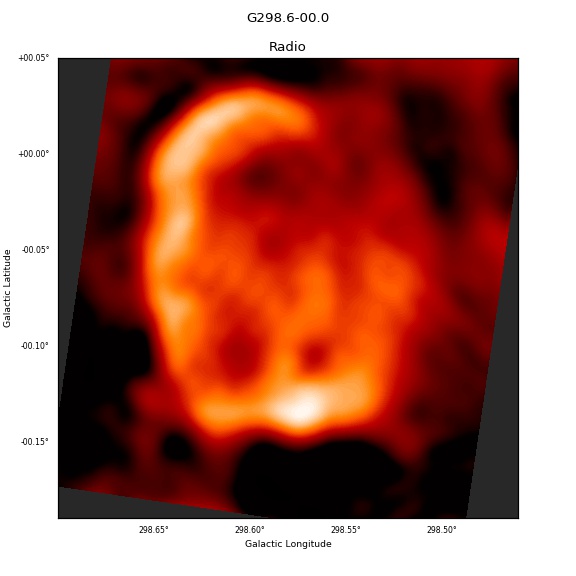 G298.6-00.0
Radio
+00.05°
+00.00°
-00.05°
-00.10°
-00.15°
Galactic Latitude
298.65°
298.60°
298.55°
298.50°
Galactic Longitude